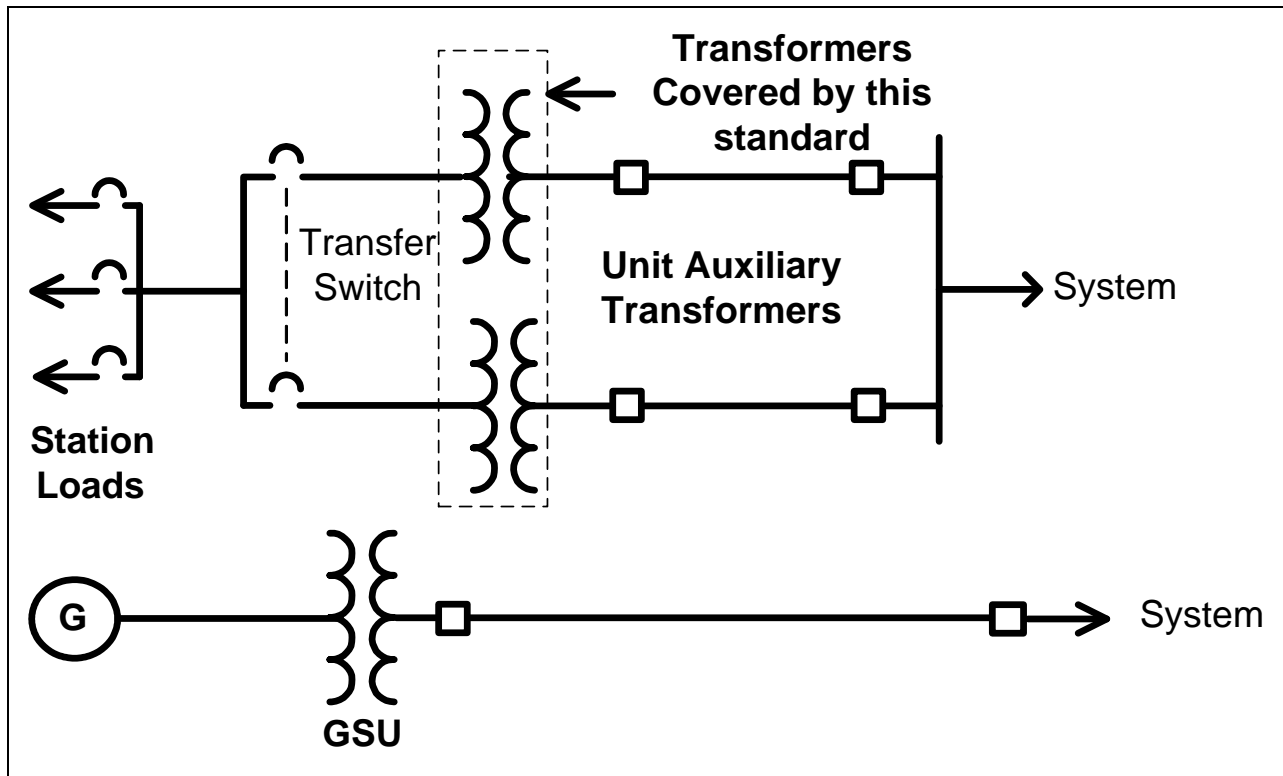 Transformers
Covered by this
standard
Transfer
Switch
Unit Auxiliary
Transformers
System
Station
Loads
G
System
GSU